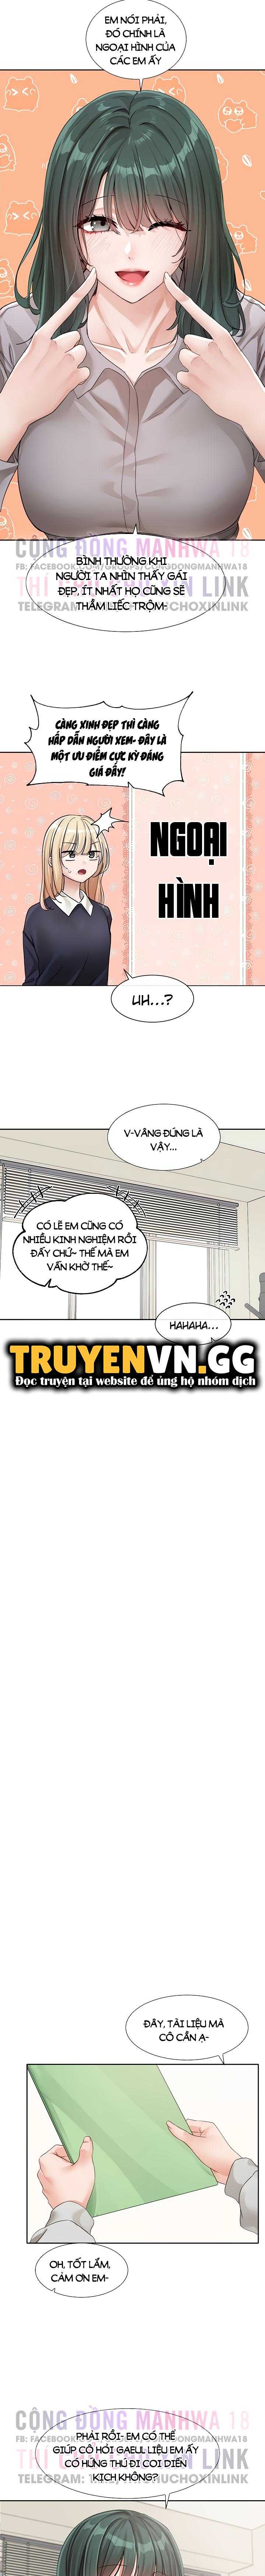 EM NÓI PHẢI,
ĐÓ CHÍNH LÀ
NGOẠI HÌNH CỦA
CÁC EM ẤY
CỘNG ĐỒNG MANHWA 18
BÌNH THƯỜNG KHI
NGƯỜI TA NHÌN THẤY GÁI
ĐẸP, ÍT NHẤT HỌ CŨNG SẼ
THẦM LIẾC TRỘM-
CÀNG XINH ĐẸP THÌ CÀNG
HẤP DẪN NGƯỜI XEM- ĐÂY LÀ
MỘT ƯU ĐIỂM CỰC KỲ ĐÁNG
GIÁ ĐẤY!
NGOẠI
HÌNH
UH...?
V-VÂNG ĐÚNG LÀ
VẬY...
CÓ LẼ EM CŨNG CÓ
NHIỀU KINH NGHIỆM RỒI
ĐẤY CHỨ~ THẾ MÀ EM
VẪN KHỜ THẾ~
HAHAHA...
TRUYENVN.GG
Đọc truyện tại website để ủng hộ nhóm dịch
ĐÂY, TÀI LIỆU MÀ
CÔ CẦN Ạ-
OH, TỐT LẮM,
CẢM ƠN EM-
CỘNG ĐỒNG MANHWA 18
PHẢI RỒI- EM CÓ THỂ
GIÚP CÔ HỎI GAEUL LIỆU EM ẤY
CÓ HỨNG THÚ ĐI COI DIỄN
KỊCH KHÔNG?